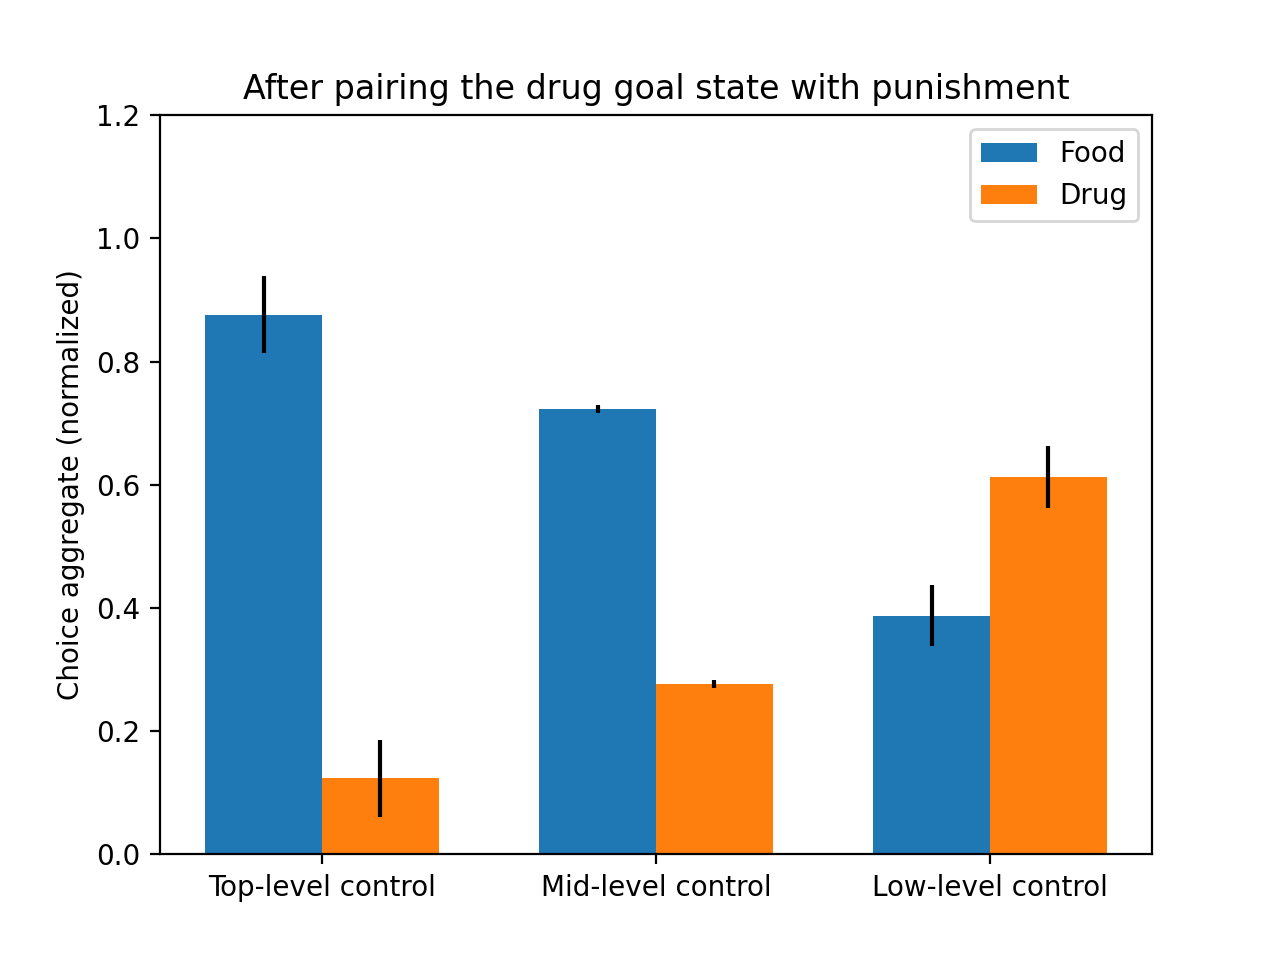 After pairing the drug goal state with punishment
Choice aggregate (normalized)
1.2
1.0
0.8
0.6
0.4
0.2
0.0
Food
Drug
Top-level control
Mid-level control
Low-level control